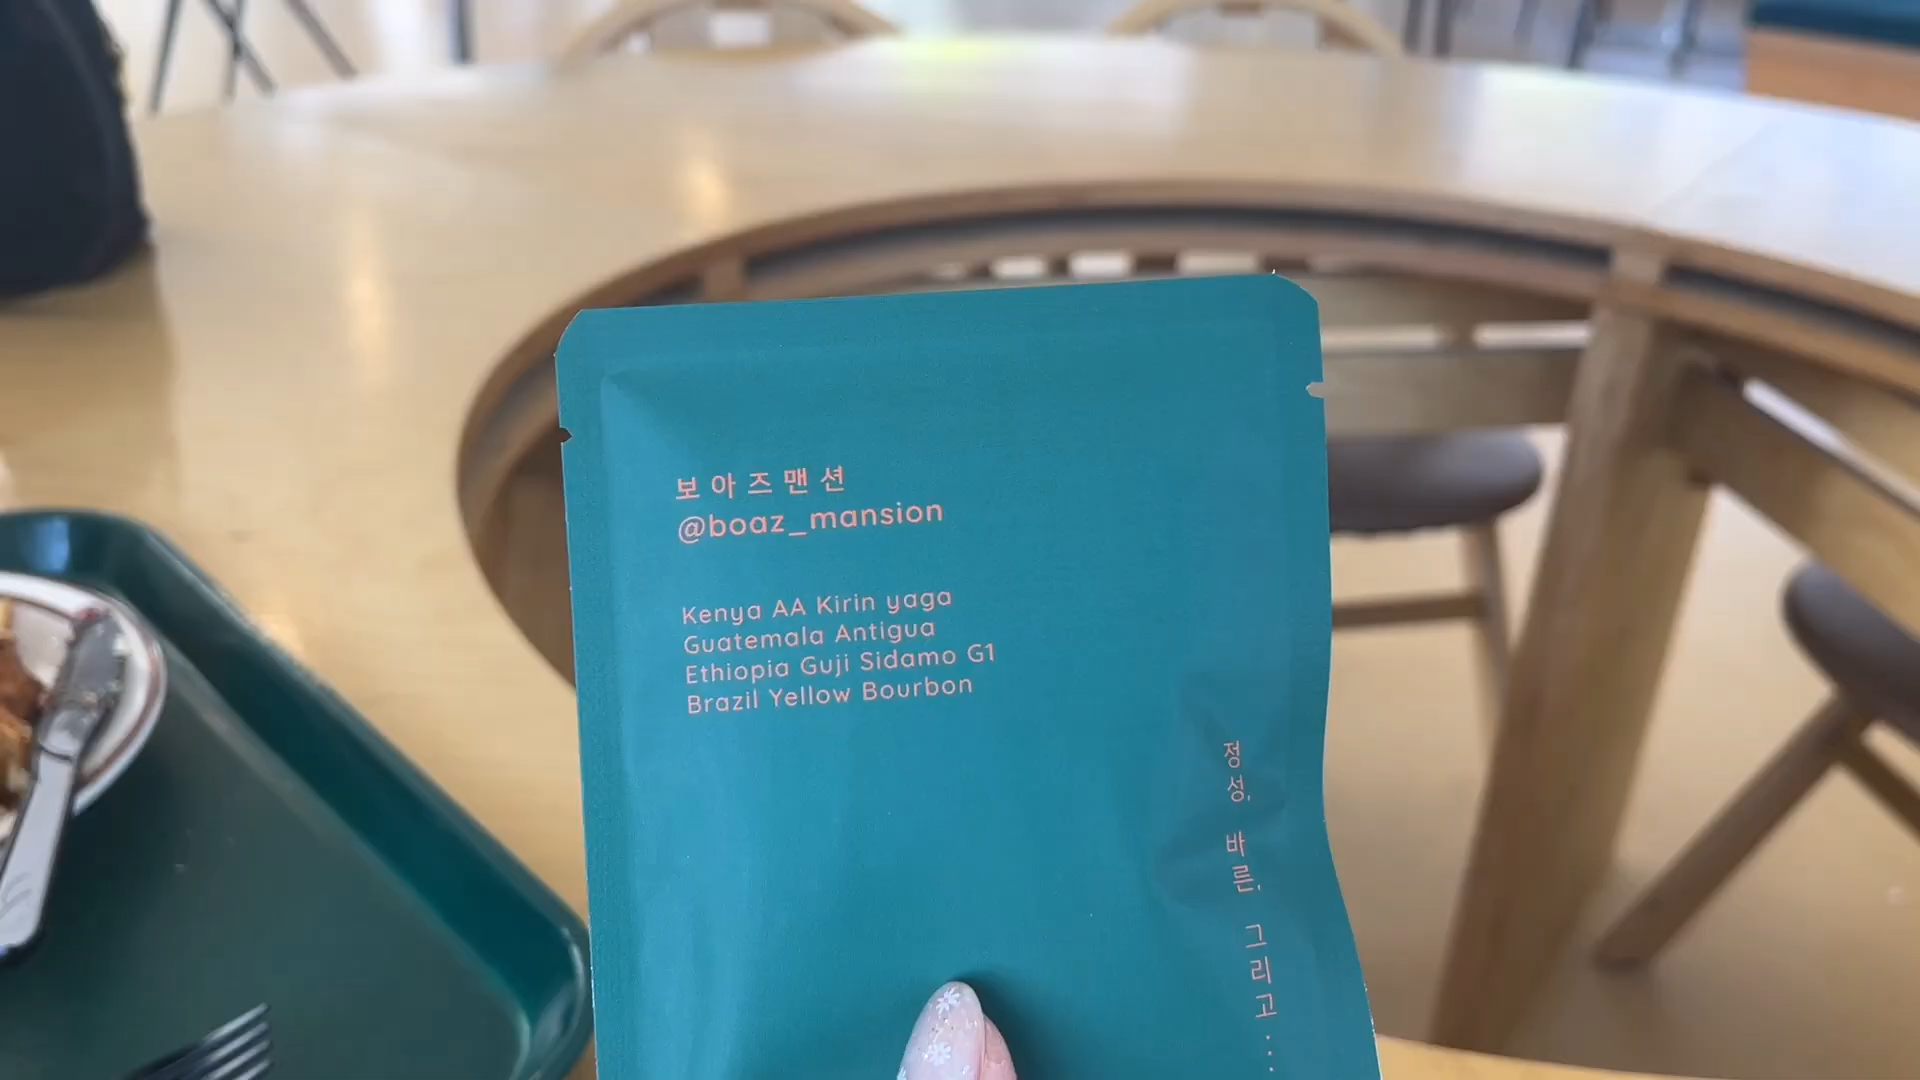 보아즈맨션
@boaz_mansion
Kenya AA Kirin yaga
Guatemala Antigua
Ethiopia Guji Sidamo G1
Brazil Yellow Bourbon
정성, 바른, 그리고....